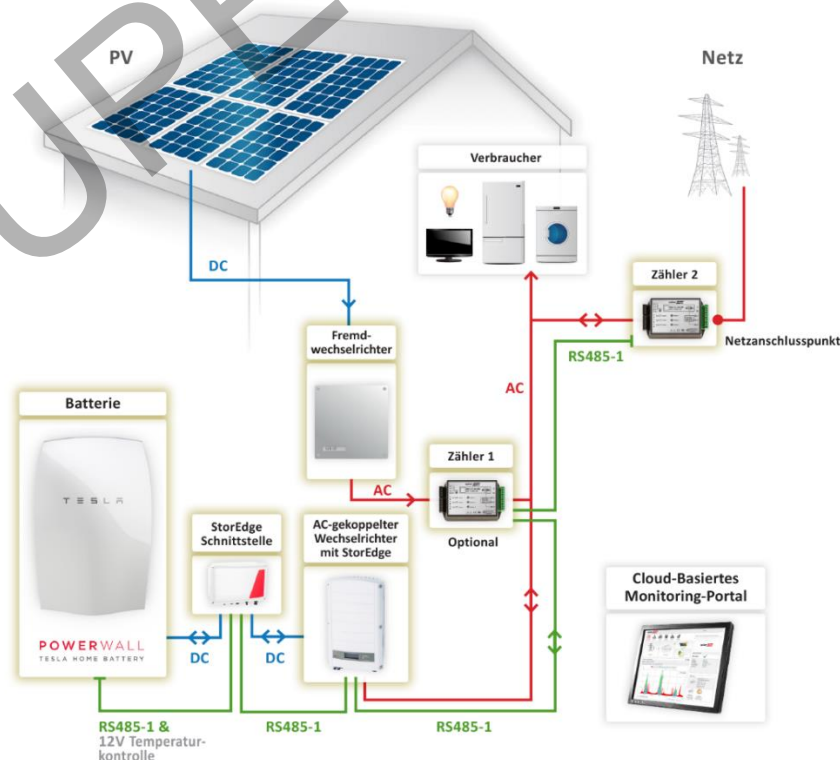 PV
Netz
Verbraucher
DC
Zähler 2
Netzanschlusspunkt
RS485-1
Fremd-
wechselrichter
AC
Batterie
TESLA
Zähler 1
AC
Optional
StorEdge
Schnittstelle
AC-gekoppelter
Wechselrichter
mit StorEdge
Cloud-Basiertes
Monitoring-Portal
POWERWALL
TESLA HOME BATTERY
DC
DC
RS485-1 &
12V Temperatur-
kontrolle
RS485-1
RS485-1
UPE